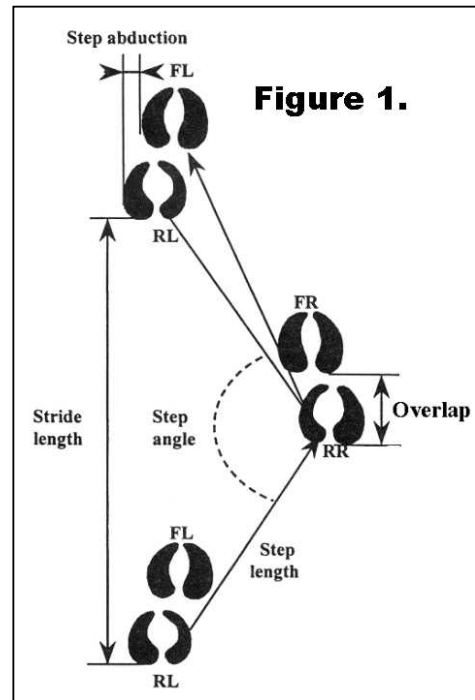 Step abduction
FL
Figure 1.
RL
FR
Stride
length
Step
angle
Overlap
RR
FL
Step
length
RL